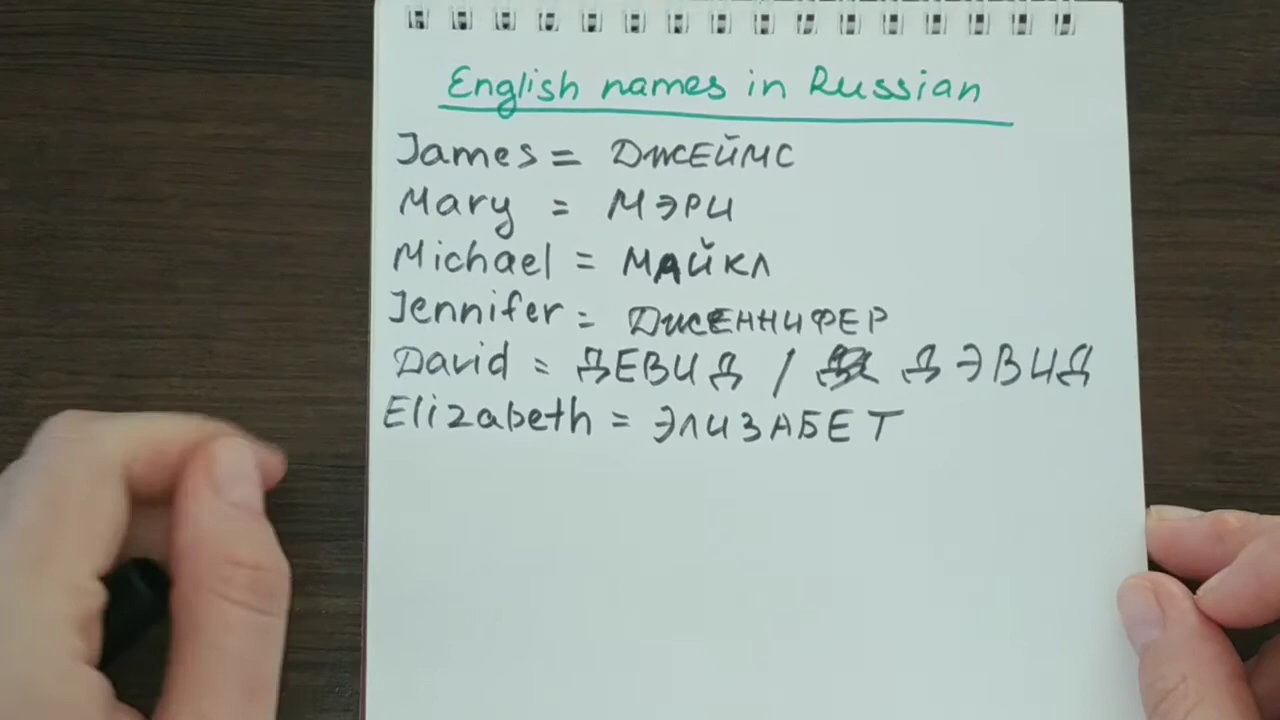 English names in Russian
James = ДЖЕЙМС
Mary = МЭРИ
Michael = МАЙКЛ
Jennifer = ДЖЕННИФЕР
David = ДЕВИД / ДЭВИД
Elizabeth = ЭЛИЗАБЕТ